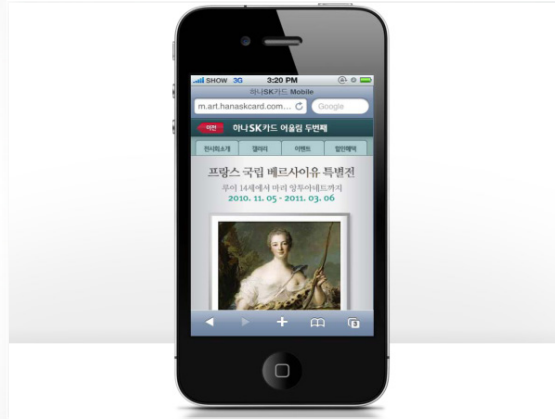 SHOW 3G 3:20 PM
하나SK카드 Mobile
m.art.hanaskcard.com... Google
이전 하나SK카드 어울림 두번째
전시회소개 갤러리 이벤트 할인혜택
프랑스 국립 베르사이유 특별전
루이 14세에서 마리 앙투아네트까지
2010. 11. 05 - 2011. 03. 06
3